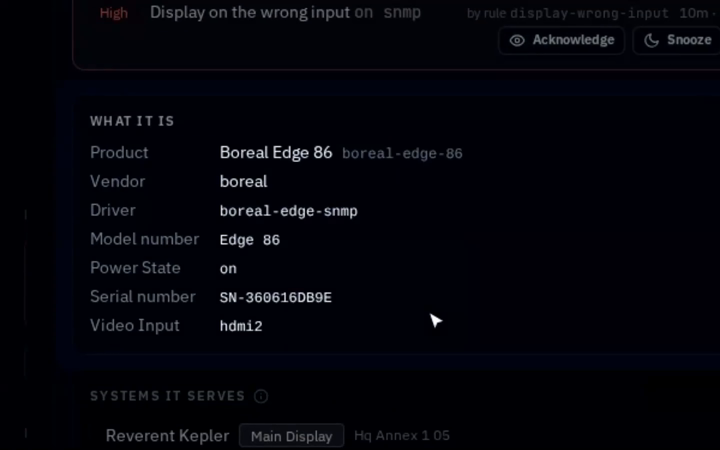 High Display on the wrong input on snmp by rule display-wrong-input 10m
Acknowledge Snooze
WHAT IT IS
Product Boreal Edge 86 boreal-edge-86
Vendor boreal
Driver boreal-edge-snmp
Model number Edge 86
Power State on
Serial number SN-360616DB9E
Video Input hdmi2
SYSTEMS IT SERVES
Reverent Kepler Main Display Hq Annex 1 05